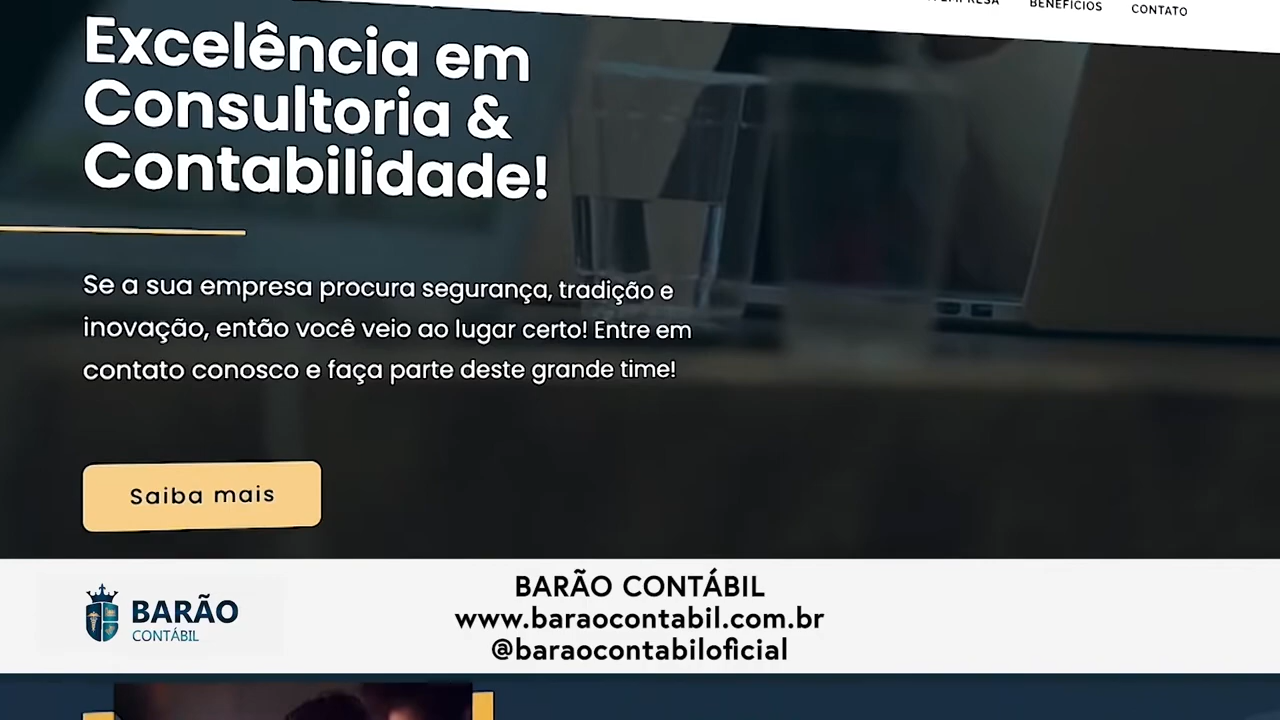 EMPRESA BENEFÍCIOS CONTATO
Excelência em
Consultoria &
Contabilidade!
Se a sua empresa procura segurança, tradição e
inovação, então você veio ao lugar certo! Entre em
contato conosco e faça parte deste grande time!
Saiba mais
BARÃO
CONTÁBIL
BARÃO CONTÁBIL
www.baraocontabil.com.br
@baraocontabiloficial